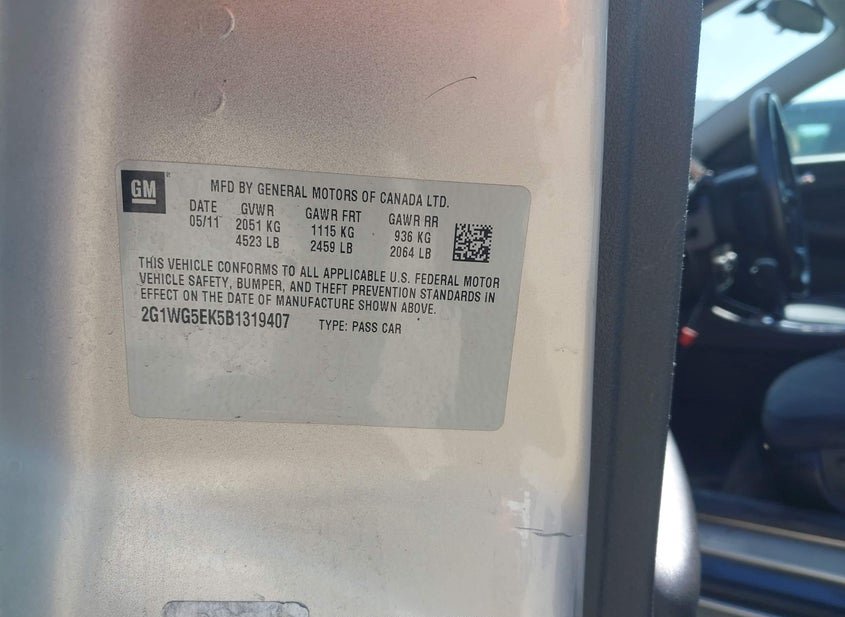 GM
MFD BY GENERAL MOTORS OF CANADA LTD.
DATE GVWR GAWR FRT GAWR RR
05/11 2051 KG 1115 KG 936 KG
4523 LB 2459 LB 2064 LB
THIS VEHICLE CONFORMS TO ALL APPLICABLE U.S. FEDERAL MOTOR
VEHICLE SAFETY, BUMPER, AND THEFT PREVENTION STANDARDS IN
EFFECT ON THE DATE OF MANUFACTURE SHOWN ABOVE.
2G1WG5EK5B1319407 TYPE: PASS CAR